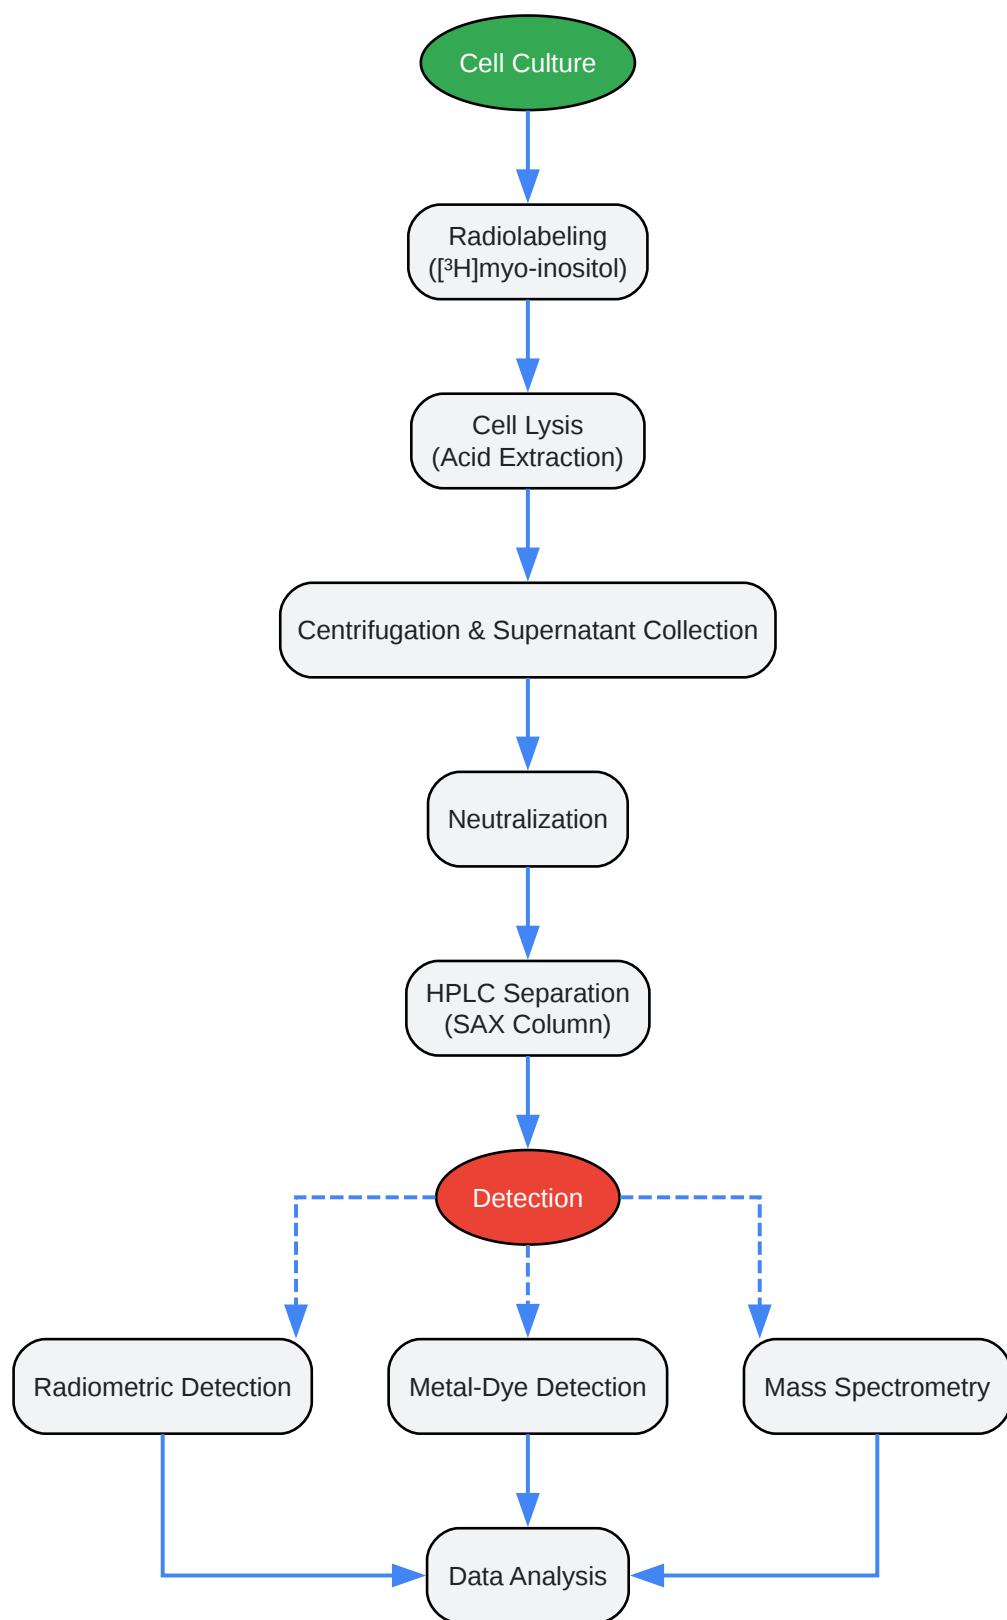 Cell Culture
Radiolabeling
([³H]myo-inositol)
Cell Lysis
(Acid Extraction)
Centrifugation & Supernatant Collection
Neutralization
HPLC Separation
(SAX Column)
Detection
Radiometric Detection
Metal-Dye Detection
Mass Spectrometry
Data Analysis